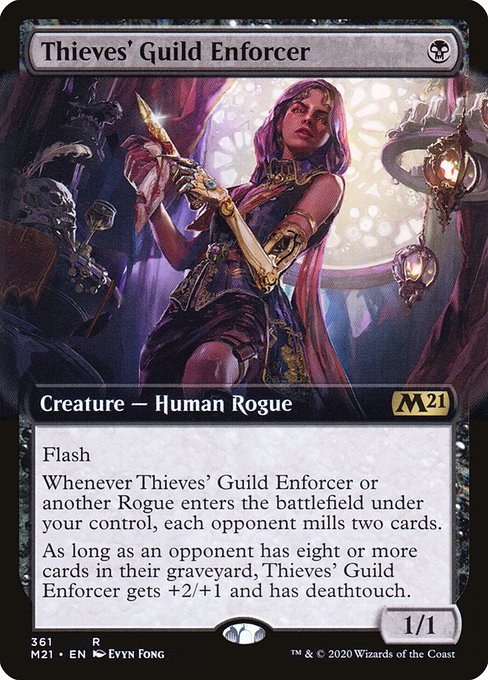 Thieves' Guild Enforcer
Creature — Human Rogue
M21
Flash
Whenever Thieves' Guild Enforcer or
another Rogue enters the battlefield under
your control, each opponent mills two cards.
As long as an opponent has eight or more
cards in their graveyard, Thieves' Guild
Enforcer gets +2/+1 and has deathtouch.
1/1
361 R
M21 • EN Evyn Fong
™ & © 2020 Wizards of the Coast